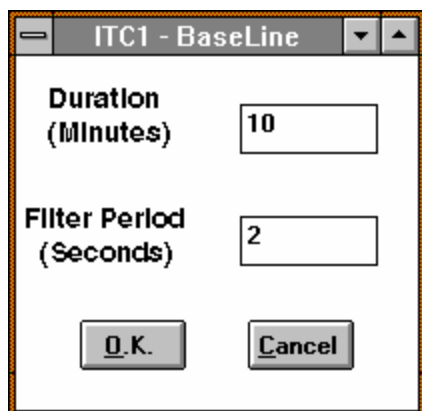 ITC1 - BaseLine
Duration
(Minutes)
10
Filter Period
(Seconds)
2
O.K.
Cancel